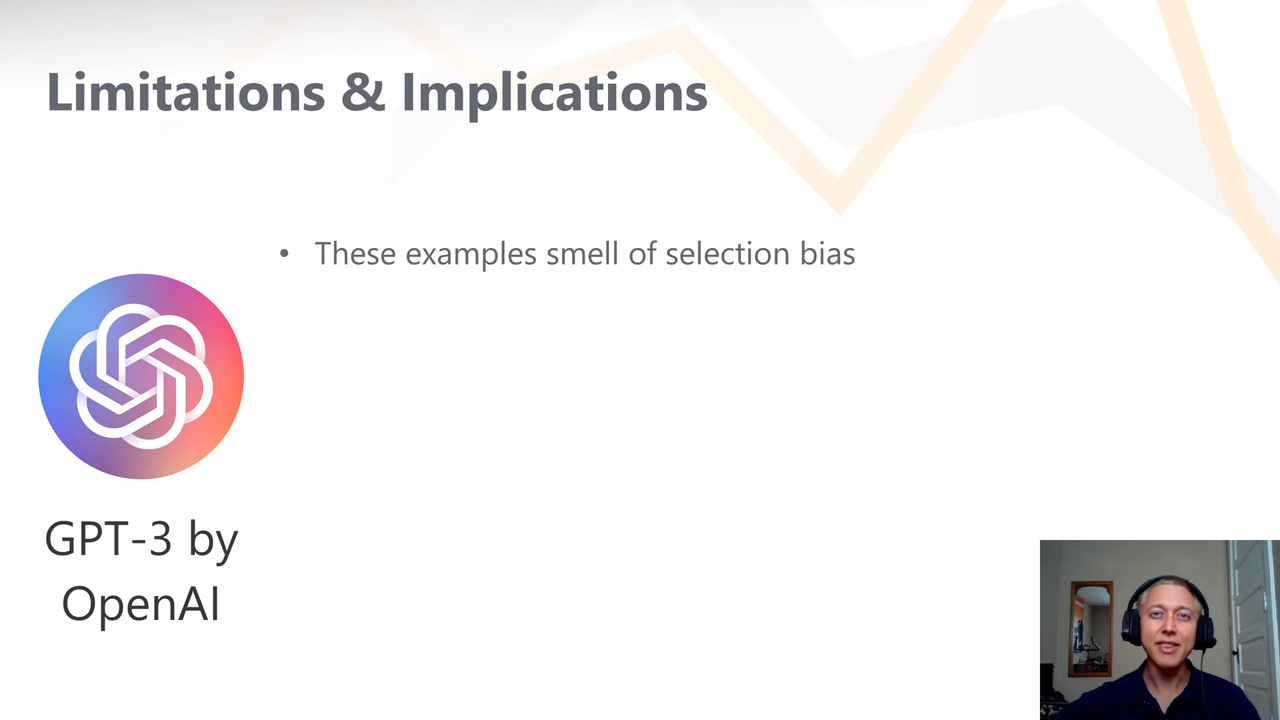 Limitations & Implications
• These examples smell of selection bias
GPT-3 by
OpenAI